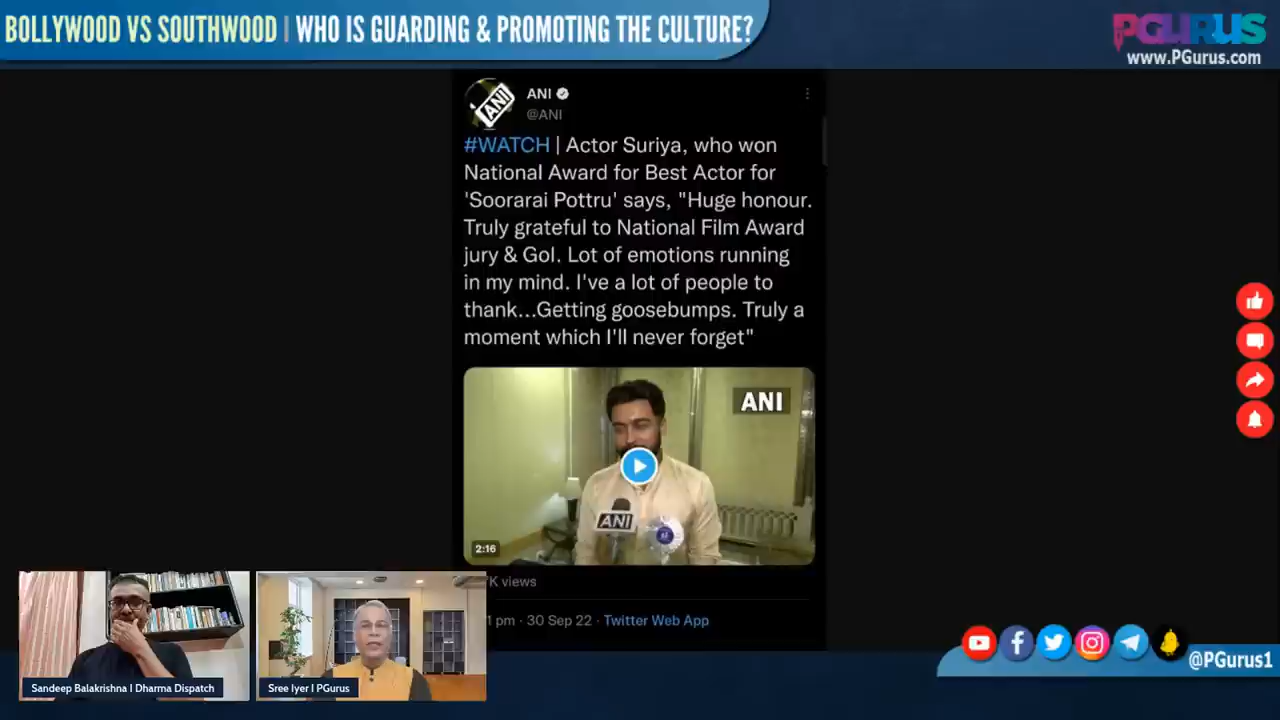 BOLLYWOOD VS SOUTHWOOD | WHO IS GUARDING & PROMOTING THE CULTURE?
PGURUS
www.PGurus.com
ANI
ANI
@ANI
#WATCH | Actor Suriya, who won
National Award for Best Actor for
'Soorarai Pottru' says, "Huge honour.
Truly grateful to National Film Award
jury & GoI. Lot of emotions running
in my mind. I've a lot of people to
thank...Getting goosebumps. Truly a
moment which I'll never forget"
ANI
ANI
2:16
K views
pm · 30 Sep 22 · Twitter Web App
Sandeep Balakrishna | Dharma Dispatch
Sree Iyer | PGurus
@PGurus1